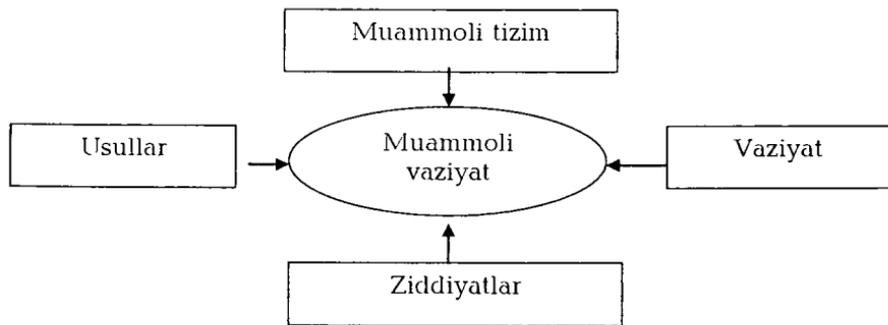 Muammoli tizim
Usullar
Muammoli
vaziyat
Vaziyat
Ziddiyatlar